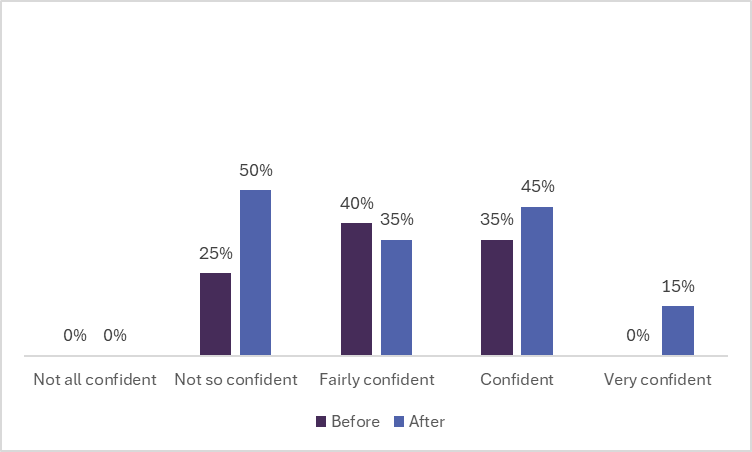 50%
45%
40%
35%
35%
25%
15%
0%
0%
0%
Not all confident
Not so confident
Fairly confident
Confident
Very confident
Before
After